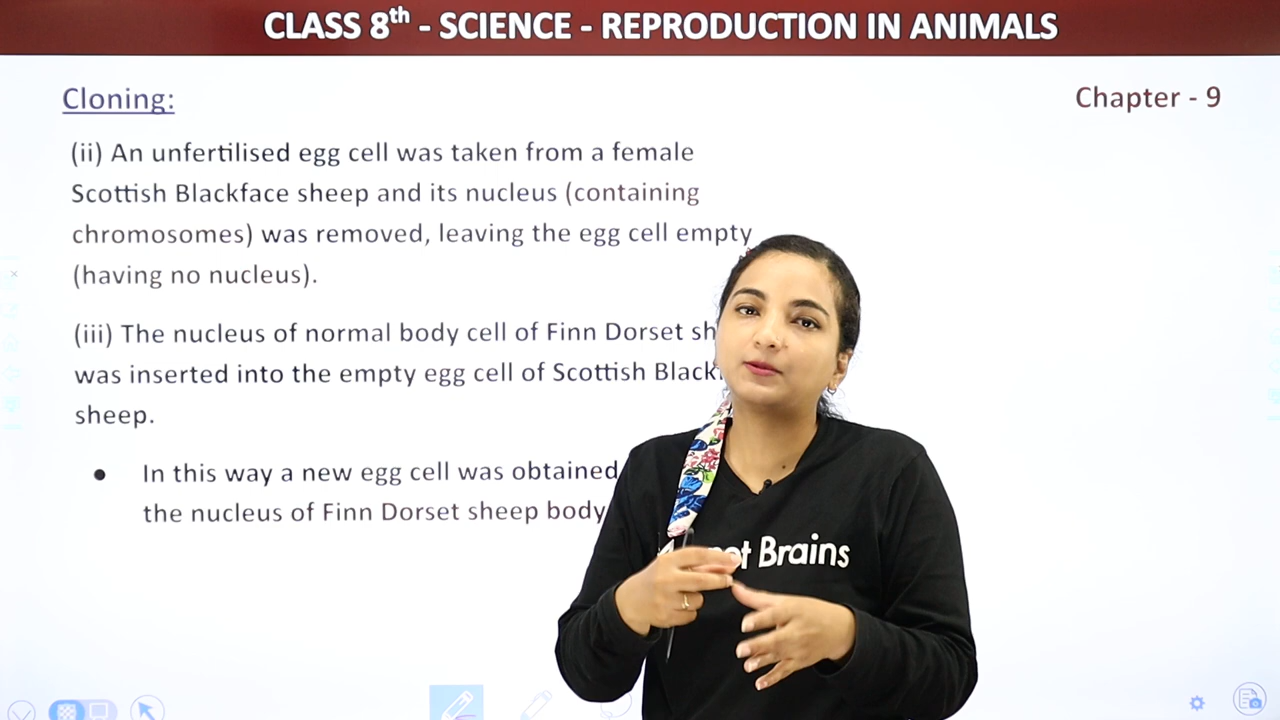 CLASS 8th - SCIENCE - REPRODUCTION IN ANIMALS
Cloning:
Chapter - 9
(ii) An unfertilised egg cell was taken from a female
Scottish Blackface sheep and its nucleus (containing
chromosomes) was removed, leaving the egg cell empty
(having no nucleus).
(iii) The nucleus of normal body cell of Finn Dorset
was inserted into the empty egg cell of Scottish
sheep.
● In this way a new egg cell was obtained
the nucleus of Finn Dorset sheep body
Brains